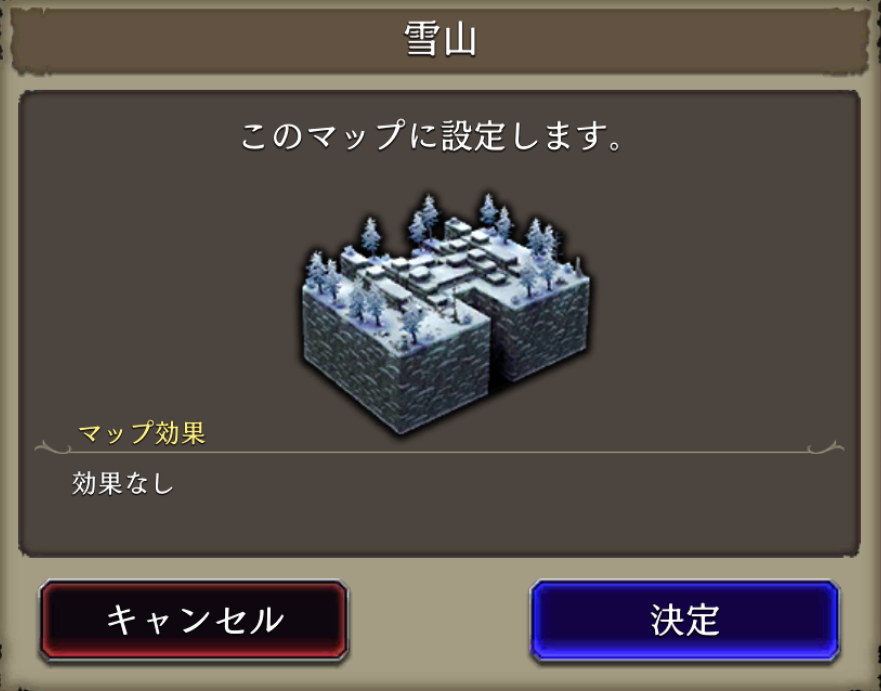 雪山
このマップに設定します。
マップ効果
効果なし
キャンセル
決定